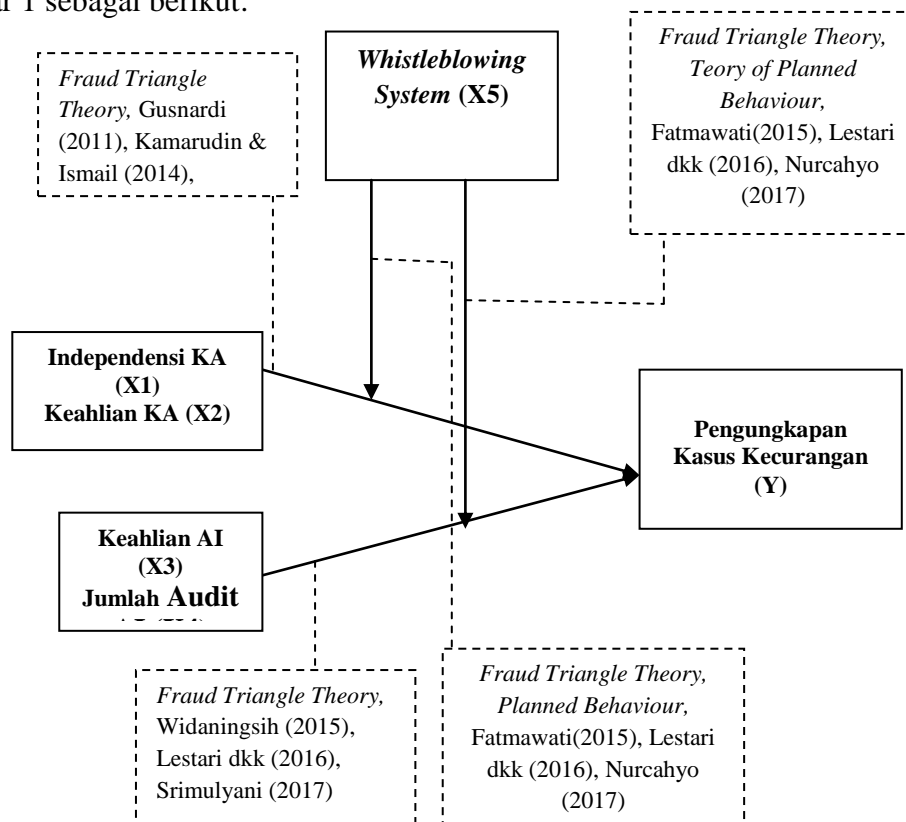 1 sebagai berikut:
Fraud Triangle
Theory, Gusnardi
(2011), Kamarudin &
Ismail (2014),
Whistleblowing
System (X5)
Fraud Triangle Theory,
Teory of Planned
Behaviour,
Fatmawati(2015), Lestari
dkk (2016), Nurcahyo
(2017)
Independensi KA
(X1)
Keahlian KA (X2)
Pengungkapan
Kasus Kecurangan
(Y)
Keahlian AI
(X3)
Jumlah Audit
Fraud Triangle Theory,
Widaningsih (2015),
Lestari dkk (2016),
Srimulyani (2017)
Fraud Triangle Theory,
Planned Behaviour,
Fatmawati(2015), Lestari
dkk (2016), Nurcahyo
(2017)